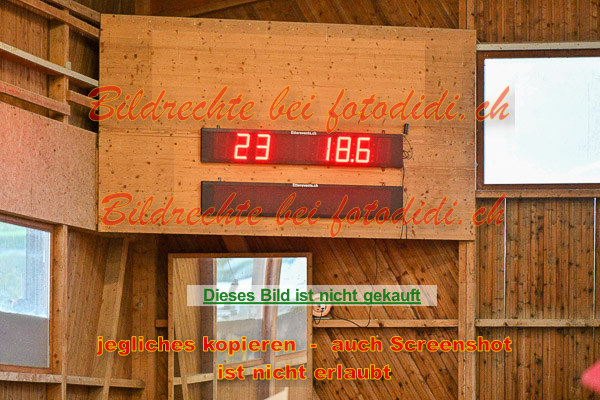 Bildrechte bei fotodidi.ch
23 18.6
Bildrechte bei fotodidi.ch
Dieses Bild ist nicht gekauft
jegliches kopieren - auch Screenshot
ist nicht erlaubt